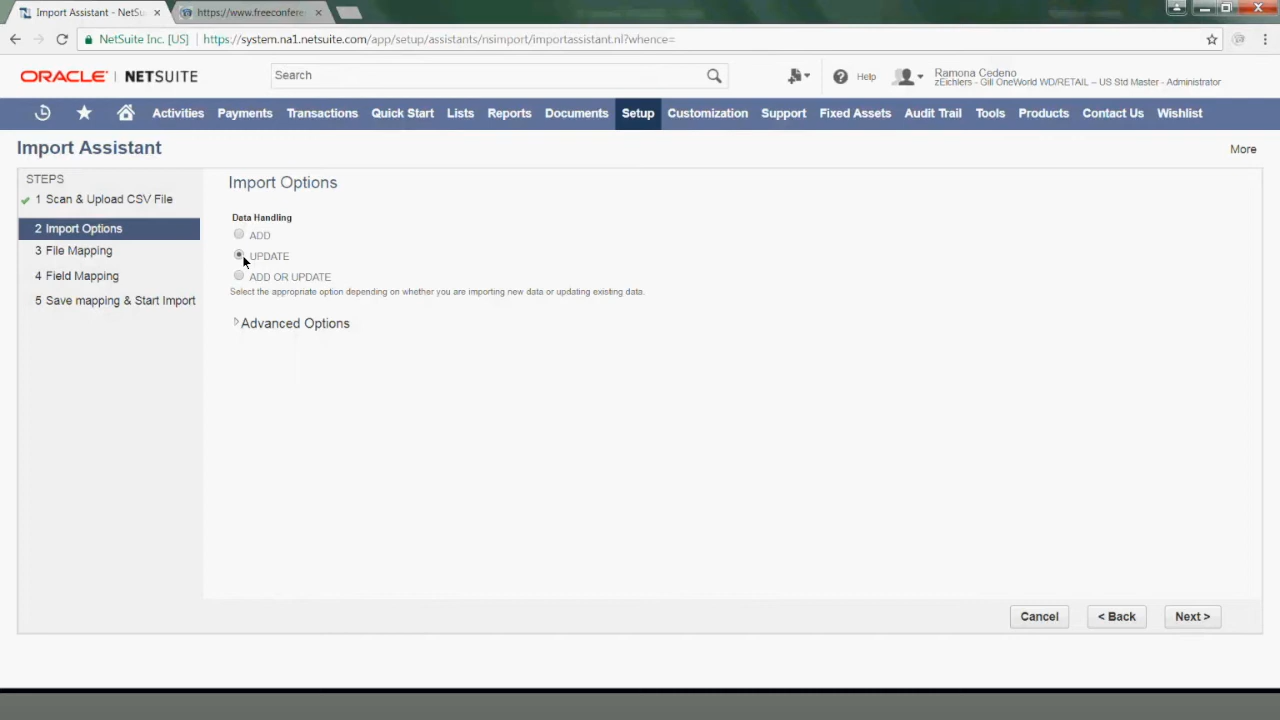 Import Assistant - NetSu
https://www.freeconfere
NetSuite Inc. [US]
https://system.na1.netsuite.com/app/setup/assistants/nsimport/importassistant.nl?whence=
ORACLE | NETSUITE
Search
Help
Ramona Cedeno
zEichlers - Gill OneWorld WD/RETAIL – US Std Master - Administrator
Activities Payments Transactions Quick Start Lists Reports Documents Setup Customization Support Fixed Assets Audit Trail Tools Products Contact Us Wishlist
Import Assistant
More
STEPS
1 Scan & Upload CSV File
2 Import Options
3 File Mapping
4 Field Mapping
5 Save mapping & Start Import
Import Options
Data Handling
ADD
UPDATE
ADD OR UPDATE
Select the appropriate option depending on whether you are importing new data or updating existing data.
Advanced Options
Cancel
< Back
Next >